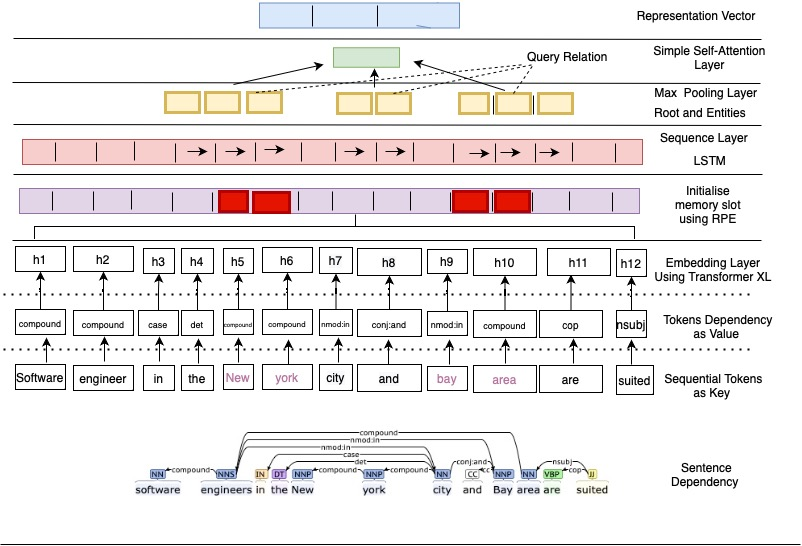 Representation Vector
Query Relation
Simple Self-Attention
Layer
Max Pooling Layer
Root and Entities
Sequence Layer
LSTM
Initialise
memory slot
using RPE
h1 h2 h3 h4 h5 h6 h7 h8 h9 h10 h11 h12
Embedding Layer
Using Transformer XL
compound compound case det compound compound nmod:in conj:and nmod:in compound cop nsubj
Tokens Dependency
as Value
Software engineer in the New york city and bay area are suited
Sequential Tokens
as Key
compound
nmod:in
nmod:in
case
det
compound compound compound conj:and cc cop nsubj
NN NNS IN DT NNP NNP NN CC NNP NN VBP JJ
software engineers in the New york city and Bay area are suited
Sentence
Dependency